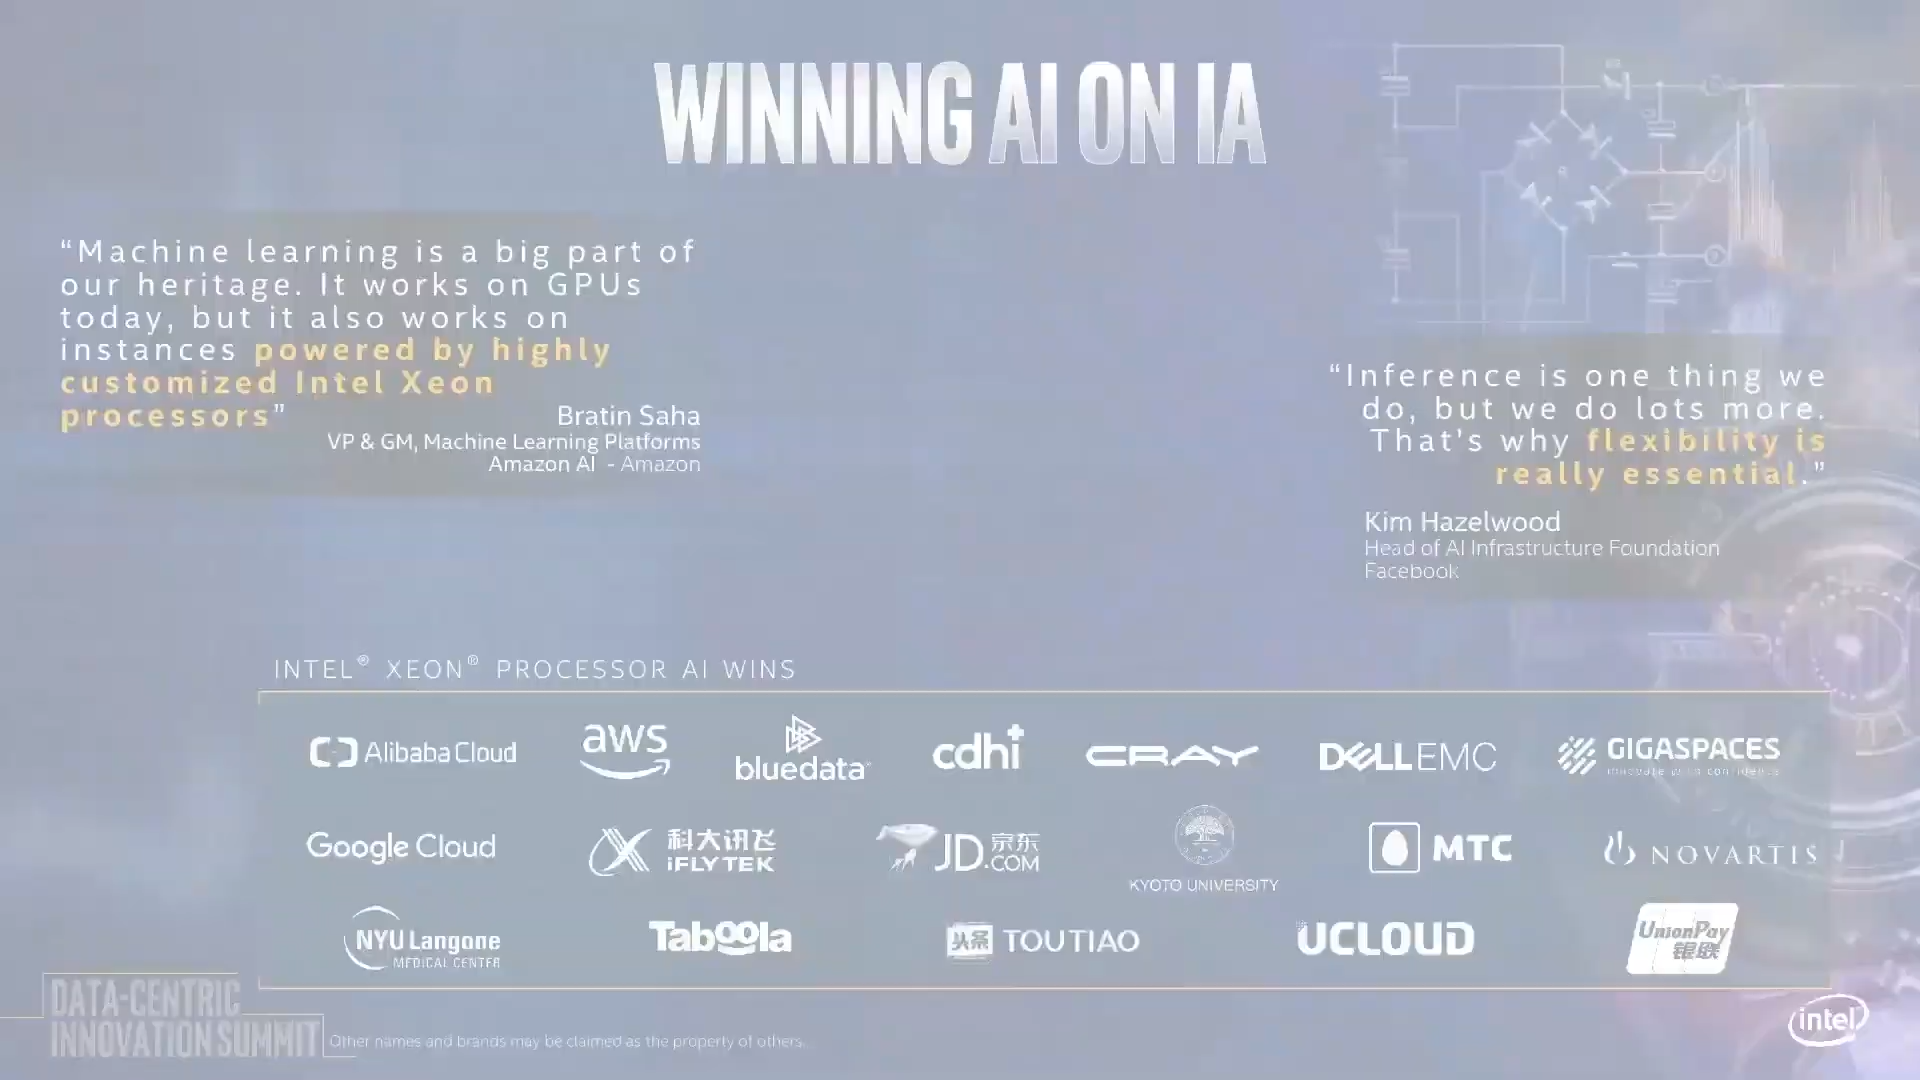 WINNING AI ON IA
“Machine learning is a big part of
our heritage. It works on GPUs
today, but it also works on
instances powered by highly
customized Intel Xeon
processors”
Bratin Saha
VP & GM, Machine Learning Platforms
Amazon AI - Amazon
“Inference is one thing we
do, but we do lots more.
That’s why flexibility is
really essential.”
Kim Hazelwood
Head of AI Infrastructure Foundation
Facebook
INTEL® XEON® PROCESSOR AI WINS
Alibaba Cloud
aws
bluedata
cdhi
CRAY
DELLEMC
GIGASPACES
innovate with confidence
Google Cloud
科大讯飞
iFLYTEK
JD京东
.COM
KYOTO UNIVERSITY
MTC
NOVARTIS
NYU Langone
MEDICAL CENTER
Taboola
头条 TOUTIAO
UCLOUD
UnionPay
银联
DATA-CENTRIC
INNOVATION SUMMIT
Other names and brands may be claimed as the property of others.
intel